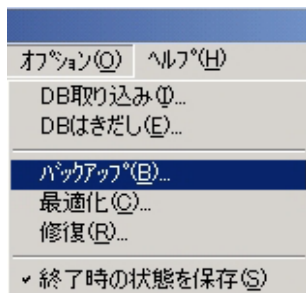 ｵﾌﾟｼｮﾝ(O) ﾍﾙﾌﾟ(H)
DB取り込み(I)...
DBはきだし(E)...
ﾊﾞｯｸｱｯﾌﾟ(B)...
最適化(C)...
修復(R)...
✓終了時の状態を保存(S)